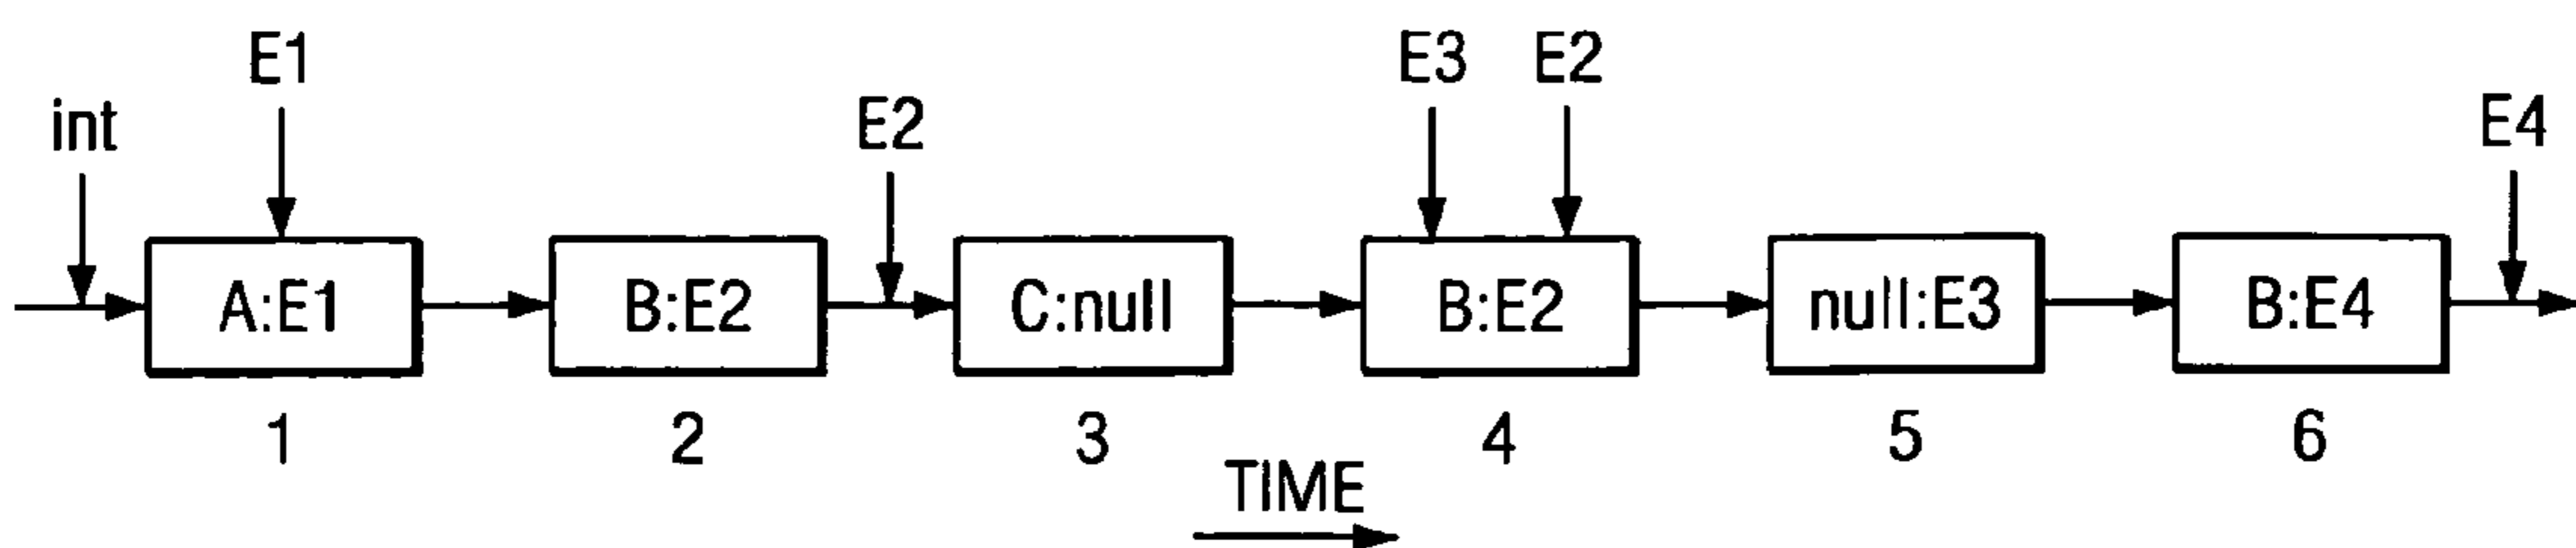 E1 E3 E2
int E2 E4
A:E1 B:E2 C:null B:E2 null:E3 B:E4
1 2 3 4 5 6
TIME